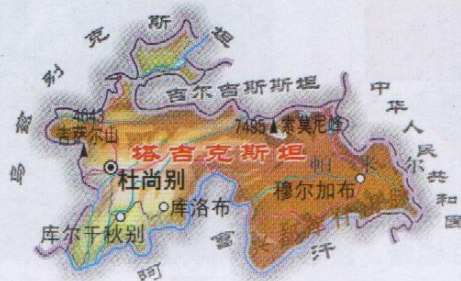 乌兹别克斯坦
吉尔吉斯斯坦
中华人民共和国
7495▲索莫尼峰
吉萨尔山
塔吉克斯坦
帕米尔
杜尚别
穆尔加布
库洛布
库尔干秋别
阿富汗